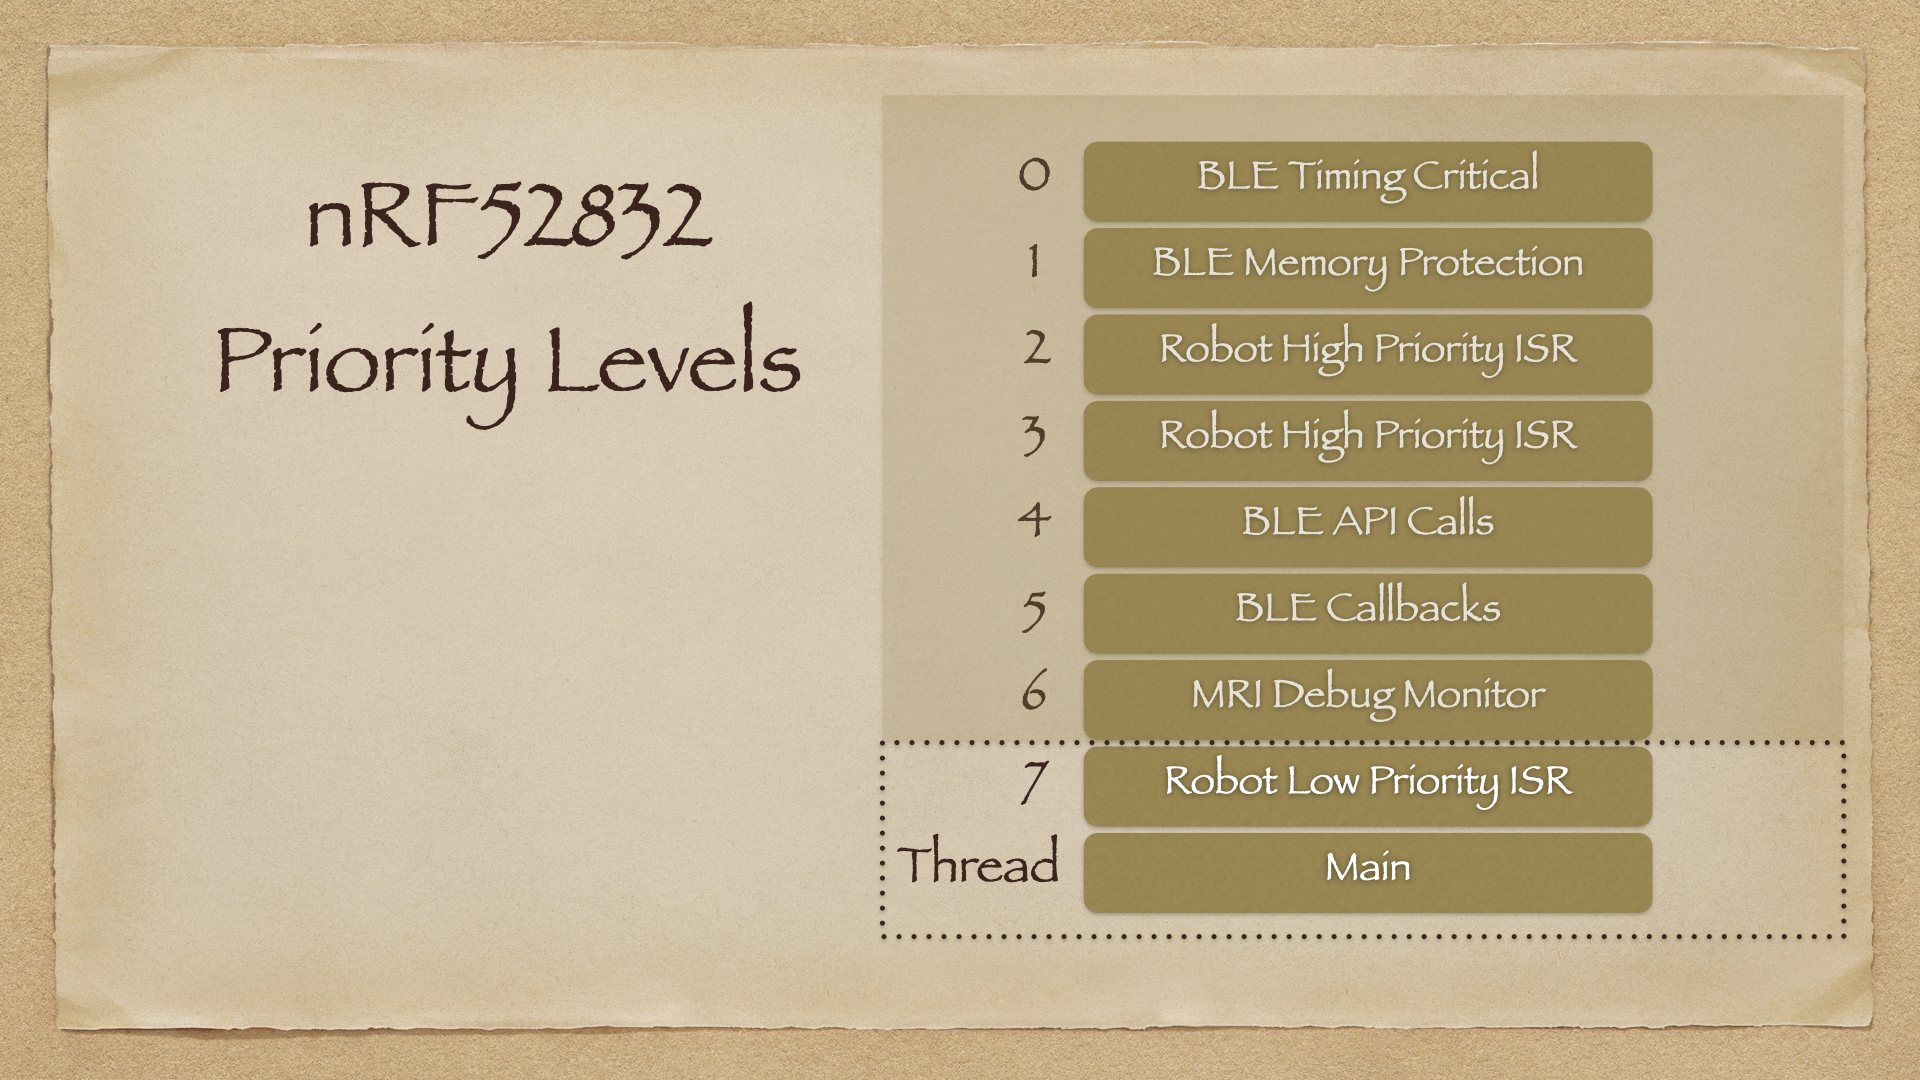 nRF52832
Priority Levels
0 BLE Timing Critical
1 BLE Memory Protection
2 Robot High Priority ISR
3 Robot High Priority ISR
4 BLE API Calls
5 BLE Callbacks
6 MRI Debug Monitor
7 Robot Low Priority ISR
Thread Main